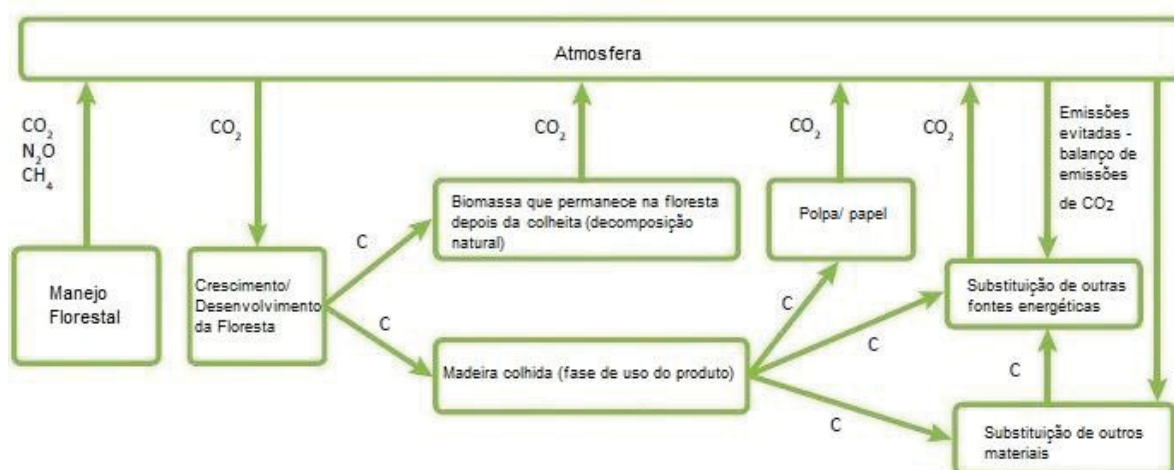 Atmosfera
CO₂
N₂O
CH₄
CO₂
CO₂
CO₂
CO₂
Emissões
evitadas -
balanço de
emissões
de CO2
Manejo
Florestal
Crescimento/
Desenvolvimento
da Floresta
C
C
Biomassa que permanece na floresta
depois da colheita (decomposição
natural)
Madeira colhida (fase de uso do produto)
Polpa/ papel
C
C
C
Substituição de outras
fontes energéticas
C
Substituição de outros
materiais